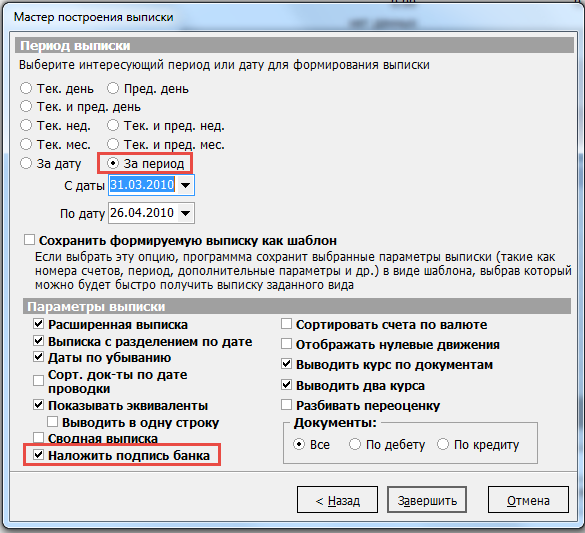 Мастер построения выписки
Период выписки
Выберите интересующий период или дату для формирования выписки
Тек. день Пред. день
Тек. и пред. день
Тек. нед. Тек. и пред. нед.
Тек. мес. Тек. и пред. мес.
За дату За период
С даты 31.03.2010
По дату 26.04.2010
Сохранить формируемую выписку как шаблон
Если выбрать эту опцию, программма сохранит выбранные параметры выписки (такие как
номера счетов, период, дополнительные параметры и др.) в виде шаблона, выбрав который
можно будет быстро получить выписку заданного вида
Параметры выписки
Расширенная выписка
Выписка с разделением по дате
Даты по убыванию
Сорт. док-ты по дате
проводки
Показывать эквиваленты
Выводить в одну строку
Сводная выписка
Наложить подпись банка
Сортировать счета по валюте
Отображать нулевые движения
Выводить курс по документам
Выводить два курса
Разбивать переоценку
Документы:
Все По дебету По кредиту
< Назад Завершить Отмена